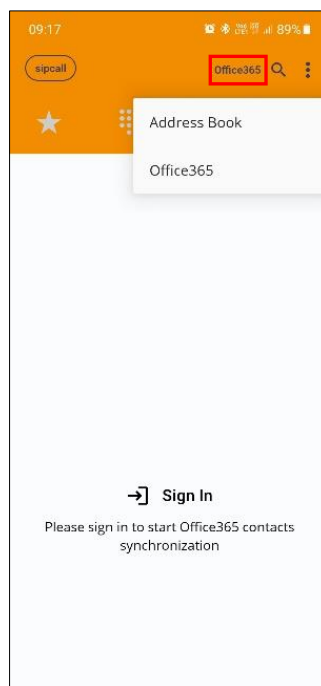 09:17 89%
sipcall Office365
Address Book
Office365
Sign In
Please sign in to start Office365 contacts
synchronization